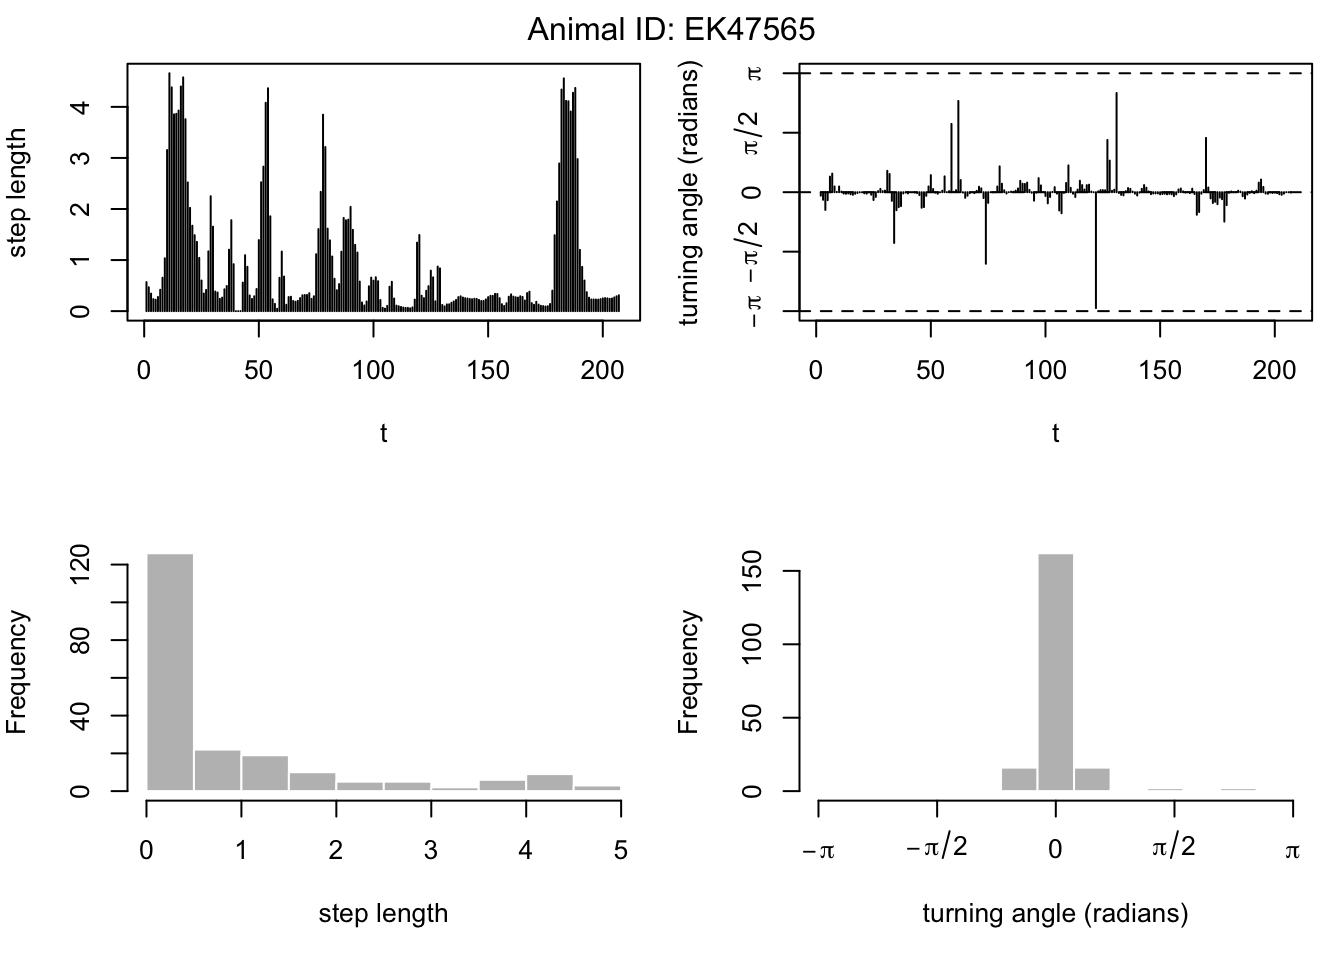 Animal ID: EK47565
step length
0 1 2 3 4
0 50 100 150 200
t
turning angle (radians)
−π −π/2 0 π/2 π
0 50 100 150 200
t
Frequency
0 40 80 120
0 1 2 3 4 5
step length
Frequency
0 50 100 150
−π −π/2 0 π/2 π
turning angle (radians)